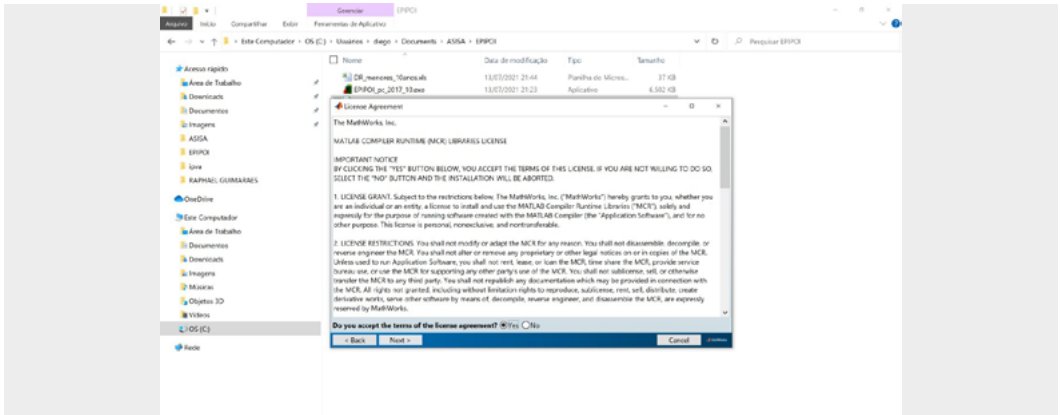 Gerenciar EPIPOI
Arquivo Início Compartilhar Exibir Ferramentas de Aplicativo
Este Computador › OS (C:) › Usuários › diego › Documents › ASISA › EPIPOI
Pesquisar EPIPOI
Nome Data de modificação Tipo Tamanho
DR_menores_10anos.xls 13/07/2021 21:44 Planilha do Micros... 37 KB
EPIPOI_pc_2017_10.exe 13/07/2021 21:23 Aplicativo 6.502 KB
Acesso rápido
Área de Trabalho
Downloads
Documentos
Imagens
ASISA
EPIPOI
RAPHAEL GUIMARAES
OneDrive
Este Computador
Área de Trabalho
Documentos
Downloads
Imagens
Músicas
Objetos 3D
Vídeos
OS (C:)
Rede
License Agreement
The MathWorks, Inc.
MATLAB COMPILER RUNTIME (MCR) LIBRARIES LICENSE
IMPORTANT NOTICE
BY CLICKING THE "YES" BUTTON BELOW, YOU ACCEPT THE TERMS OF THIS LICENSE. IF YOU ARE NOT WILLING TO DO SO,
SELECT THE "NO" BUTTON AND THE INSTALLATION WILL BE ABORTED.
1. LICENSE GRANT. Subject to the restrictions below, The MathWorks, Inc. ("MathWorks") hereby grants to you, whether you
are an individual or an entity, a license to install and use the MATLAB Compiler Runtime Libraries ("MCR"), solely and
expressly for the purpose of running software created with the MATLAB Compiler (the "Application Software"), and for no
other purpose. This license is personal, nonexclusive, and nontransferable.
2. LICENSE RESTRICTIONS. You shall not modify or adapt the MCR for any reason. You shall not disassemble, decompile, or
reverse engineer the MCR. You shall not alter or remove any proprietary or other legal notices on or in copies of the MCR.
Unless used to run Application Software, you shall not rent, lease, or loan the MCR, time share the MCR, provide service
bureau use, or use the MCR for supporting any other party's use of the MCR. You shall not sublicense, sell, or otherwise
transfer the MCR to any third party. You shall not republish any documentation which may be provided in connection with
the MCR. All rights not granted, including without limitation rights to reproduce, sublicense, rent, sell, distribute, create
derivative works, serve other software by means of, decompile, reverse engineer, and disassemble the MCR, are expressly
reserved by MathWorks.
Do you accept the terms of the license agreement? Yes No
< Back Next > Cancel